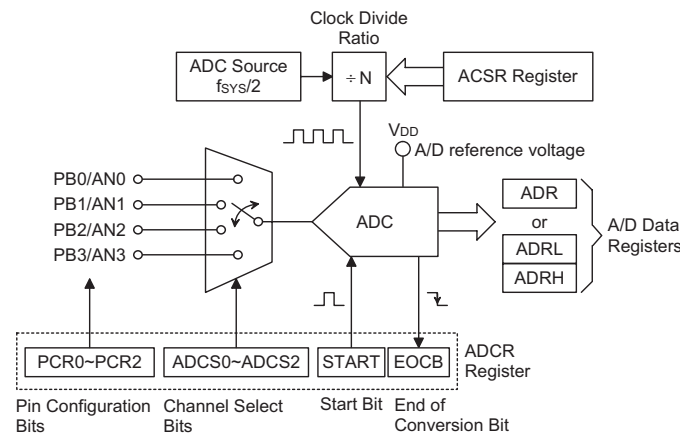 Clock Divide
Ratio
ADC Source
fSYS/2
÷ N
ACSR Register
VDD
A/D reference voltage
PB0/AN0
PB1/AN1
PB2/AN2
PB3/AN3
ADC
ADR
or
ADRL
ADRH
A/D Data
Registers
PCR0~PCR2
ADCS0~ADCS2
START
EOCB
ADCR
Register
Pin Configuration
Bits
Channel Select
Bits
Start Bit
End of
Conversion Bit